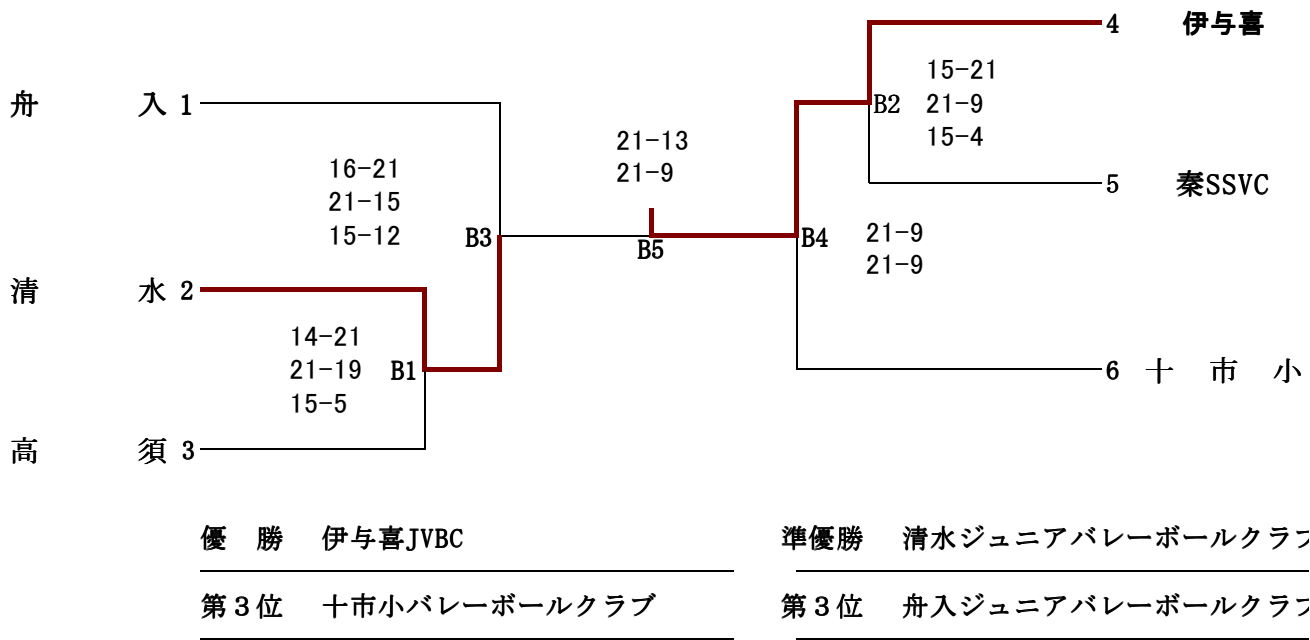 4 伊与喜
15-21
舟 入 1
B2
21-9
21-13
15-4
16-21
21-9
5 秦SSVC
21-15
15-12
B3
B5
B4
21-9
21-9
清 水 2
14-21
21-19
B1
15-5
6 十 市 小
高 須 3
優 勝 伊与喜JVBC
準優勝 清水ジュニアバレーボールクラブ
第3位 十市小バレーボールクラブ
第3位 舟入ジュニアバレーボールクラブ